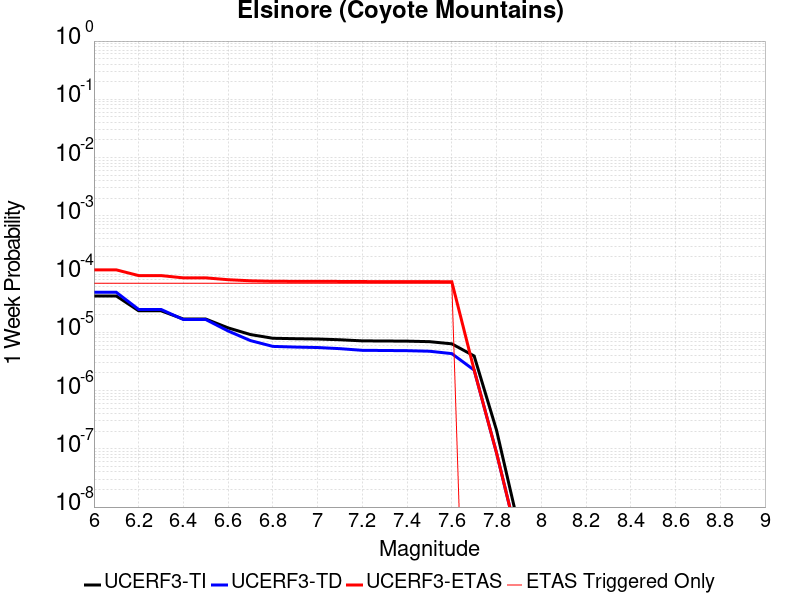 Elsinore (Coyote Mountains)
10^0
10^-1
10^-2
10^-3
10^-4
10^-5
10^-6
10^-7
10^-8
1 Week Probability
6 6.2 6.4 6.6 6.8 7 7.2 7.4 7.6 7.8 8 8.2 8.4 8.6 8.8 9
Magnitude
UCERF3-TI UCERF3-TD UCERF3-ETAS ETAS Triggered Only